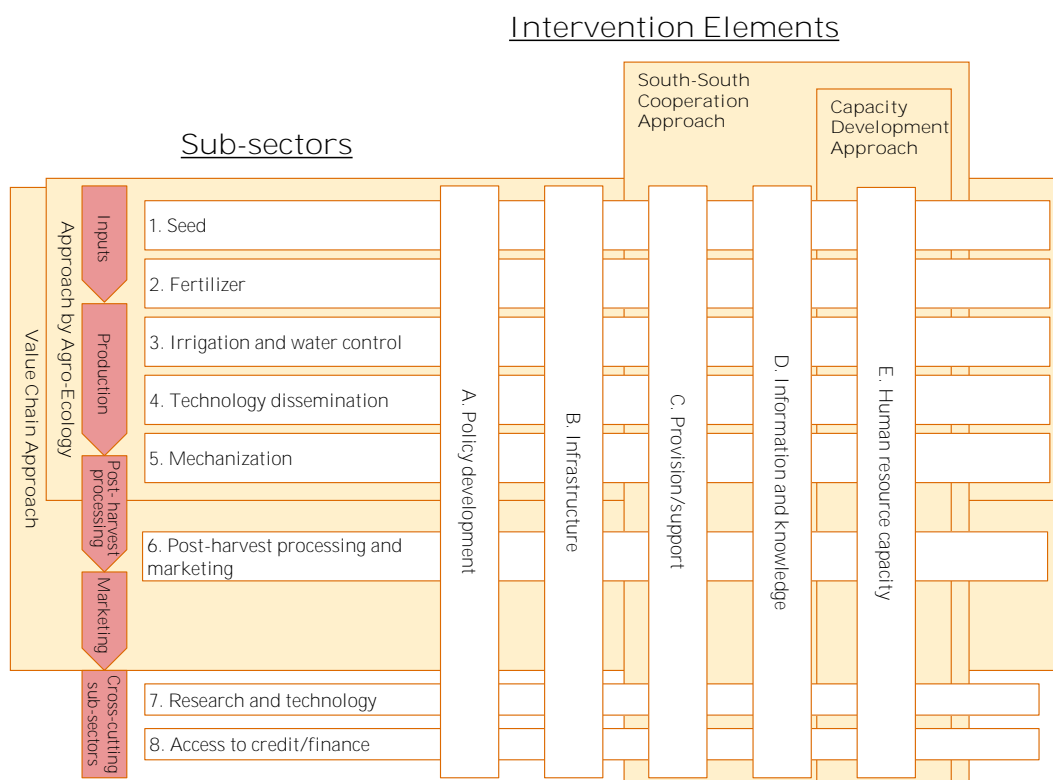 Intervention Elements
South-South
Cooperation
Approach
Capacity
Development
Approach
Sub-sectors
Value Chain Approach
Approach by Agro-Ecology
Inputs
Production
Post- harvest
processing
Marketing
Cross-cutting
sub-sectors
1. Seed
2. Fertilizer
3. Irrigation and water control
4. Technology dissemination
5. Mechanization
6. Post-harvest processing and
marketing
7. Research and technology
8. Access to credit/finance
A. Policy development
B. Infrastructure
C. Provision/support
D. Information and knowledge
E. Human resource capacity